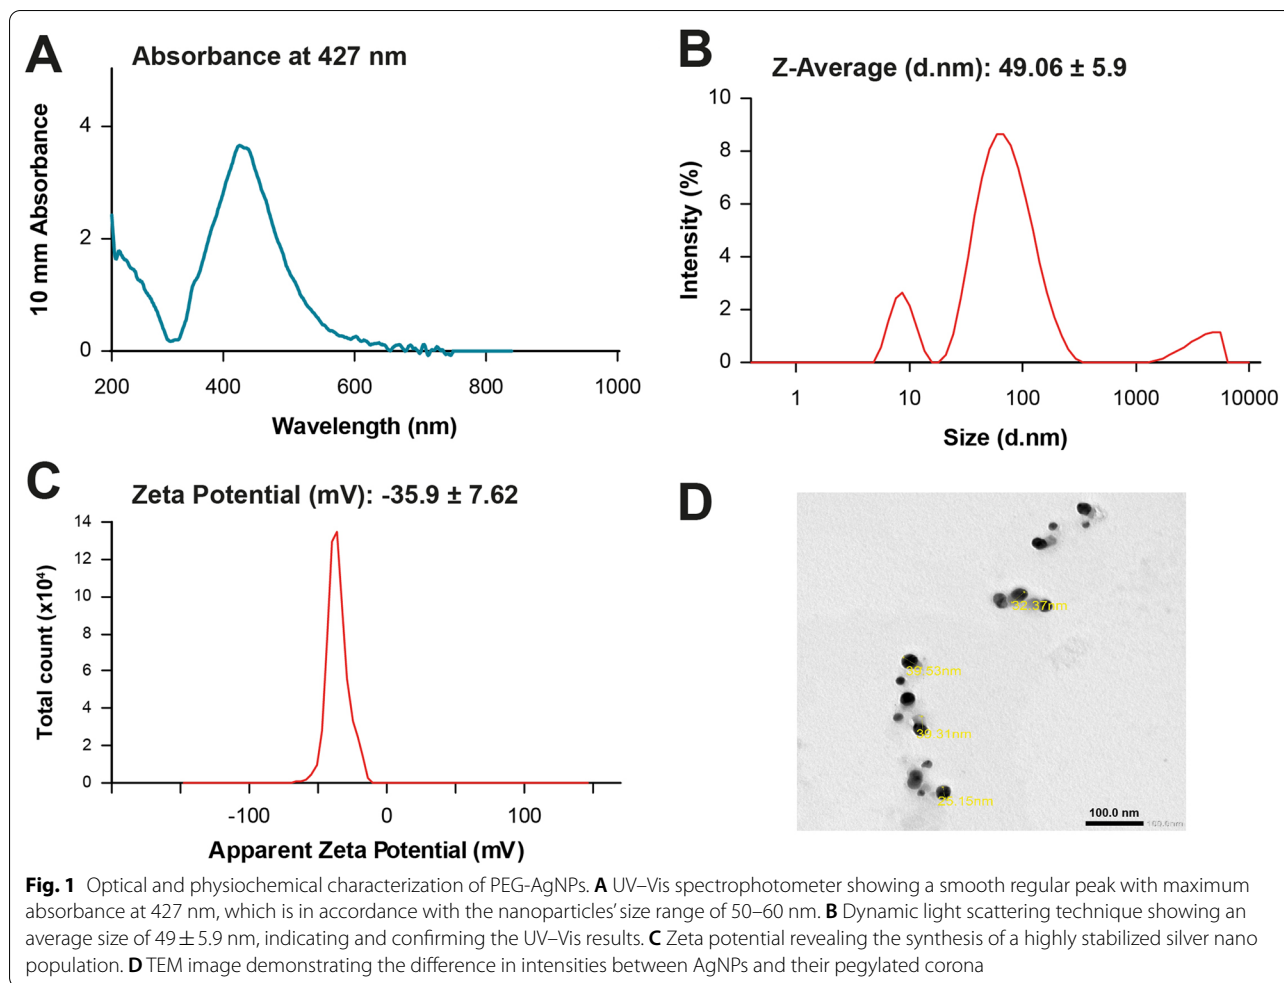 A
Absorbance at 427 nm
10 mm Absorbance
4
2
0
200 400 600 800 1000
Wavelength (nm)
B
Z-Average (d.nm): 49.06 ± 5.9
Intensity (%)
10
8
6
4
2
0
1 10 100 1000 10000
Size (d.nm)
C
Zeta Potential (mV): -35.9 ± 7.62
Total count (x10⁴)
14
12
10
8
6
4
2
0
-100 0 100
Apparent Zeta Potential (mV)
D
32.37nm
39.31nm
100.0 nm
100.0nm
Fig. 1 Optical and physiochemical characterization of PEG-AgNPs. A UV–Vis spectrophotometer showing a smooth regular peak with maximum
absorbance at 427 nm, which is in accordance with the nanoparticles’ size range of 50–60 nm. B Dynamic light scattering technique showing an
average size of 49 ± 5.9 nm, indicating and confirming the UV–Vis results. C Zeta potential revealing the synthesis of a highly stabilized silver nano
population. D TEM image demonstrating the difference in intensities between AgNPs and their pegylated corona